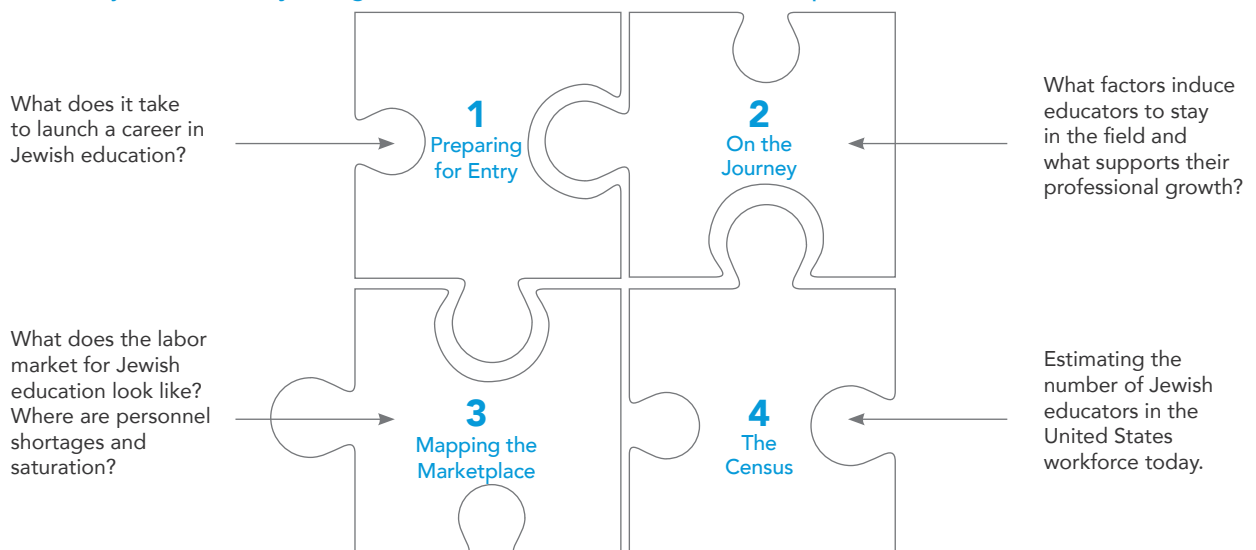 What does it take
to launch a career in
Jewish education?
1
Preparing
for Entry
2
On the
Journey
What factors induce
educators to stay
in the field and
what supports their
professional growth?
What does the labor
market for Jewish
education look like?
Where are personnel
shortages and
saturation?
3
Mapping the
Marketplace
4
The
Census
Estimating the
number of Jewish
educators in the
United States
workforce today.